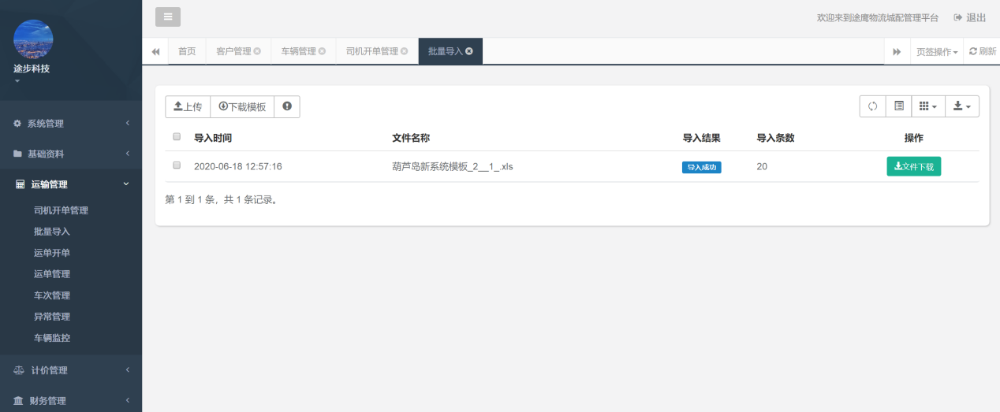 途步科技
系统管理
基础资料
运输管理
司机开单管理
批量导入
运单开单
运单管理
车次管理
异常管理
车辆监控
计价管理
财务管理
欢迎来到途鹰物流城配管理平台 退出
首页 客户管理 车辆管理 司机开单管理 批量导入 页签操作 刷新
上传 下载模板
导入时间 文件名称 导入结果 导入条数 操作
2020-06-18 12:57:16 葫芦岛新系统模板_2__1_.xls 导入成功 20 文件下载
第 1 到 1 条，共 1 条记录。